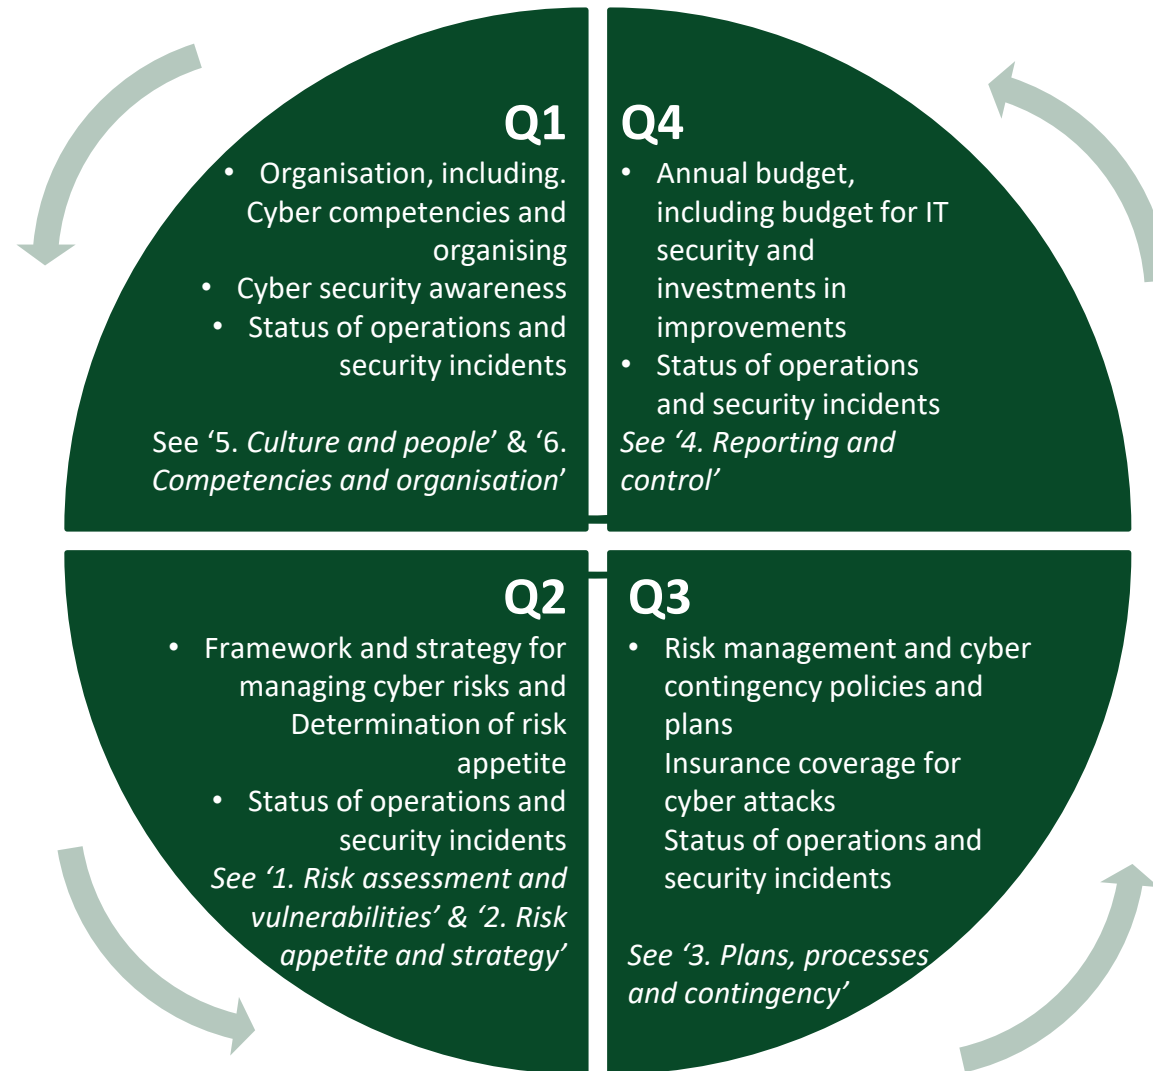 Q1
• Organisation, including.
Cyber competencies and
organising
• Cyber security awareness
• Status of operations and
security incidents
See ‘5. Culture and people’ & ‘6.
Competencies and organisation’
Q4
• Annual budget,
including budget for IT
security and
investments in
improvements
• Status of operations
and security incidents
See ‘4. Reporting and
control’
Q2
• Framework and strategy for
managing cyber risks and
Determination of risk
appetite
• Status of operations and
security incidents
See ‘1. Risk assessment and
vulnerabilities’ & ‘2. Risk
appetite and strategy’
Q3
• Risk management and cyber
contingency policies and
plans
Insurance coverage for
cyber attacks
Status of operations and
security incidents
See ‘3. Plans, processes
and contingency’